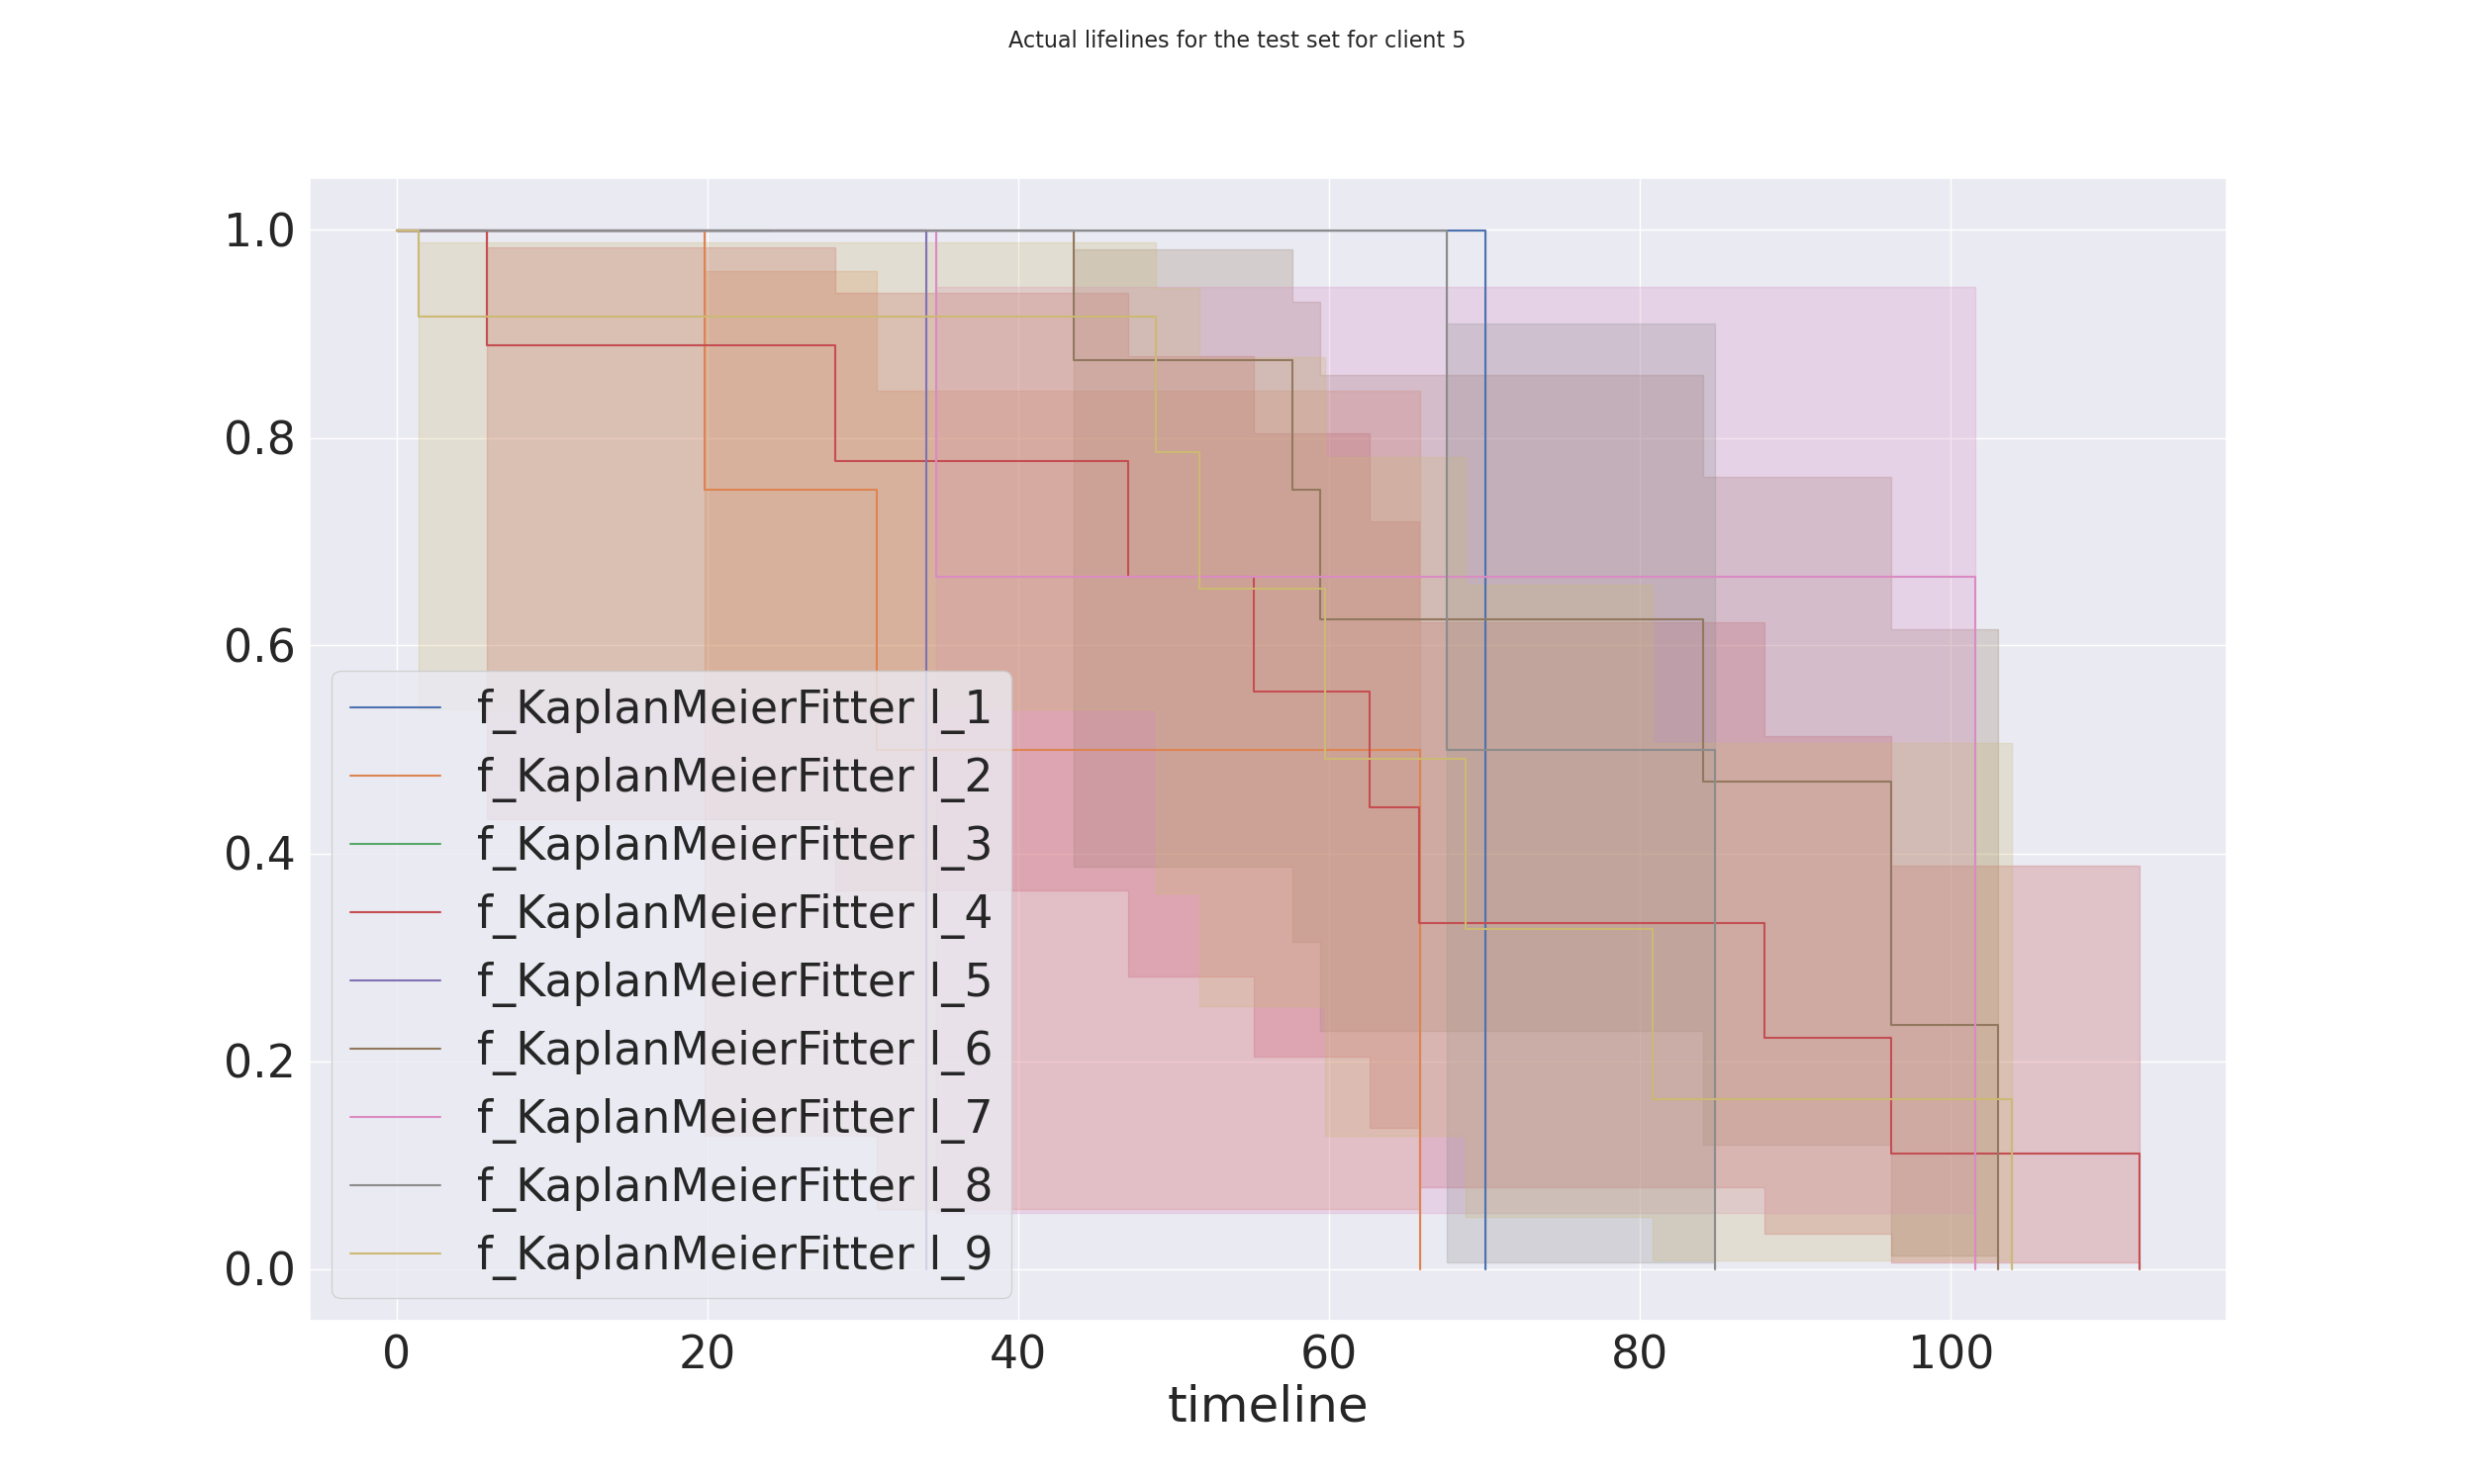 Actual lifelines for the test set for client 5
1.0
0.8
0.6
0.4
0.2
0.0
f_KaplanMeierFitter l_1
f_KaplanMeierFitter l_2
f_KaplanMeierFitter l_3
f_KaplanMeierFitter l_4
f_KaplanMeierFitter l_5
f_KaplanMeierFitter l_6
f_KaplanMeierFitter l_7
f_KaplanMeierFitter l_8
f_KaplanMeierFitter l_9
0 20 40 60 80 100
timeline